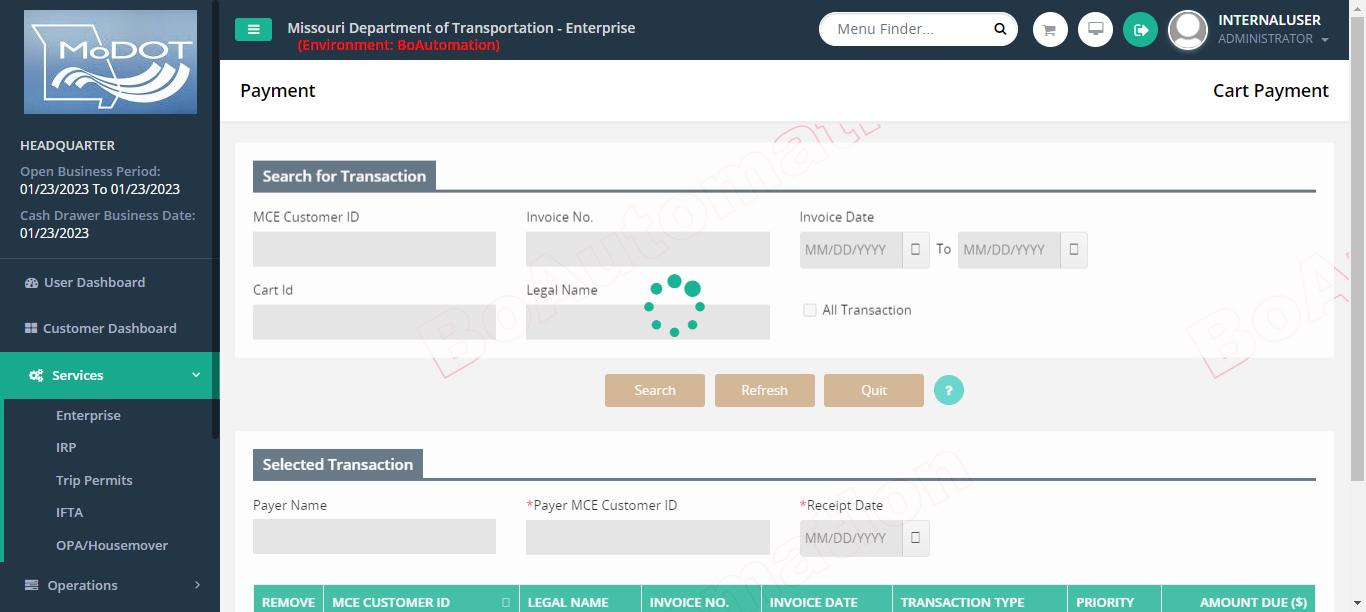 MoDOT
Missouri Department of Transportation - Enterprise
(Environment: BoAutomation)
Menu Finder...
INTERNALUSER
ADMINISTRATOR
Payment
Cart Payment
HEADQUARTER
Open Business Period:
01/23/2023 To 01/23/2023
Cash Drawer Business Date:
01/23/2023
User Dashboard
Customer Dashboard
Services
Enterprise
IRP
Trip Permits
IFTA
OPA/Housemover
Operations
Search for Transaction
MCE Customer ID
Invoice No.
Invoice Date
MM/DD/YYYY To MM/DD/YYYY
Cart Id
Legal Name
All Transaction
Search Refresh Quit ?
Selected Transaction
Payer Name
*Payer MCE Customer ID
*Receipt Date
MM/DD/YYYY
REMOVE MCE CUSTOMER ID LEGAL NAME INVOICE NO. INVOICE DATE TRANSACTION TYPE PRIORITY AMOUNT DUE ($)
BoAutomation
BoA
mation